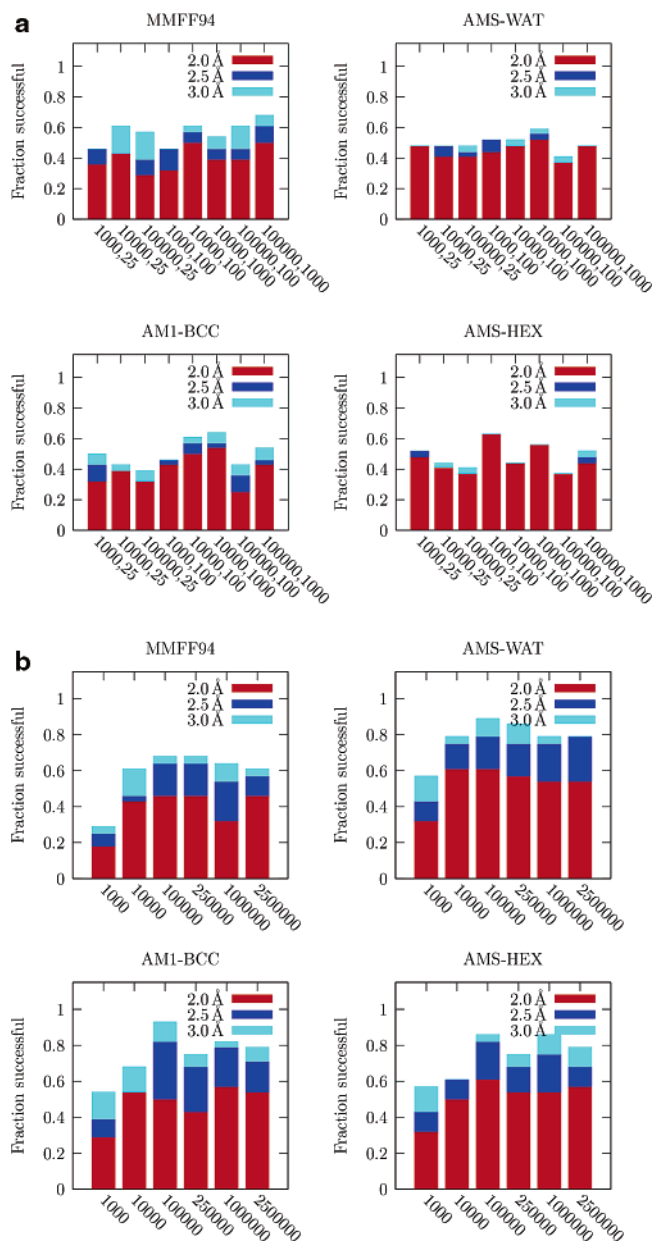 a
MMFF94
Fraction successful
1
0.8
0.6
0.4
0.2
0
2.0 Å
2.5 Å
3.0 Å
1000,25
10000,25
100000,25
1000,100
10000,100
10000,1000
100000,100
100000,1000
AMS-WAT
Fraction successful
1
0.8
0.6
0.4
0.2
0
2.0 Å
2.5 Å
3.0 Å
1000,25
10000,25
100000,25
1000,100
10000,100
10000,1000
100000,100
100000,1000
AM1-BCC
Fraction successful
1
0.8
0.6
0.4
0.2
0
2.0 Å
2.5 Å
3.0 Å
1000,25
10000,25
100000,25
1000,100
10000,100
10000,1000
100000,100
100000,1000
AMS-HEX
Fraction successful
1
0.8
0.6
0.4
0.2
0
2.0 Å
2.5 Å
3.0 Å
1000,25
10000,25
100000,25
1000,100
10000,100
10000,1000
100000,100
100000,1000
b
MMFF94
Fraction successful
1
0.8
0.6
0.4
0.2
0
2.0 Å
2.5 Å
3.0 Å
1000
10000
100000
250000
1000000
2500000
AMS-WAT
Fraction successful
1
0.8
0.6
0.4
0.2
0
2.0 Å
2.5 Å
3.0 Å
1000
10000
100000
250000
1000000
2500000
AM1-BCC
Fraction successful
1
0.8
0.6
0.4
0.2
0
2.0 Å
2.5 Å
3.0 Å
1000
10000
100000
250000
1000000
2500000
AMS-HEX
Fraction successful
1
0.8
0.6
0.4
0.2
0
2.0 Å
2.5 Å
3.0 Å
1000
10000
100000
250000
1000000
2500000